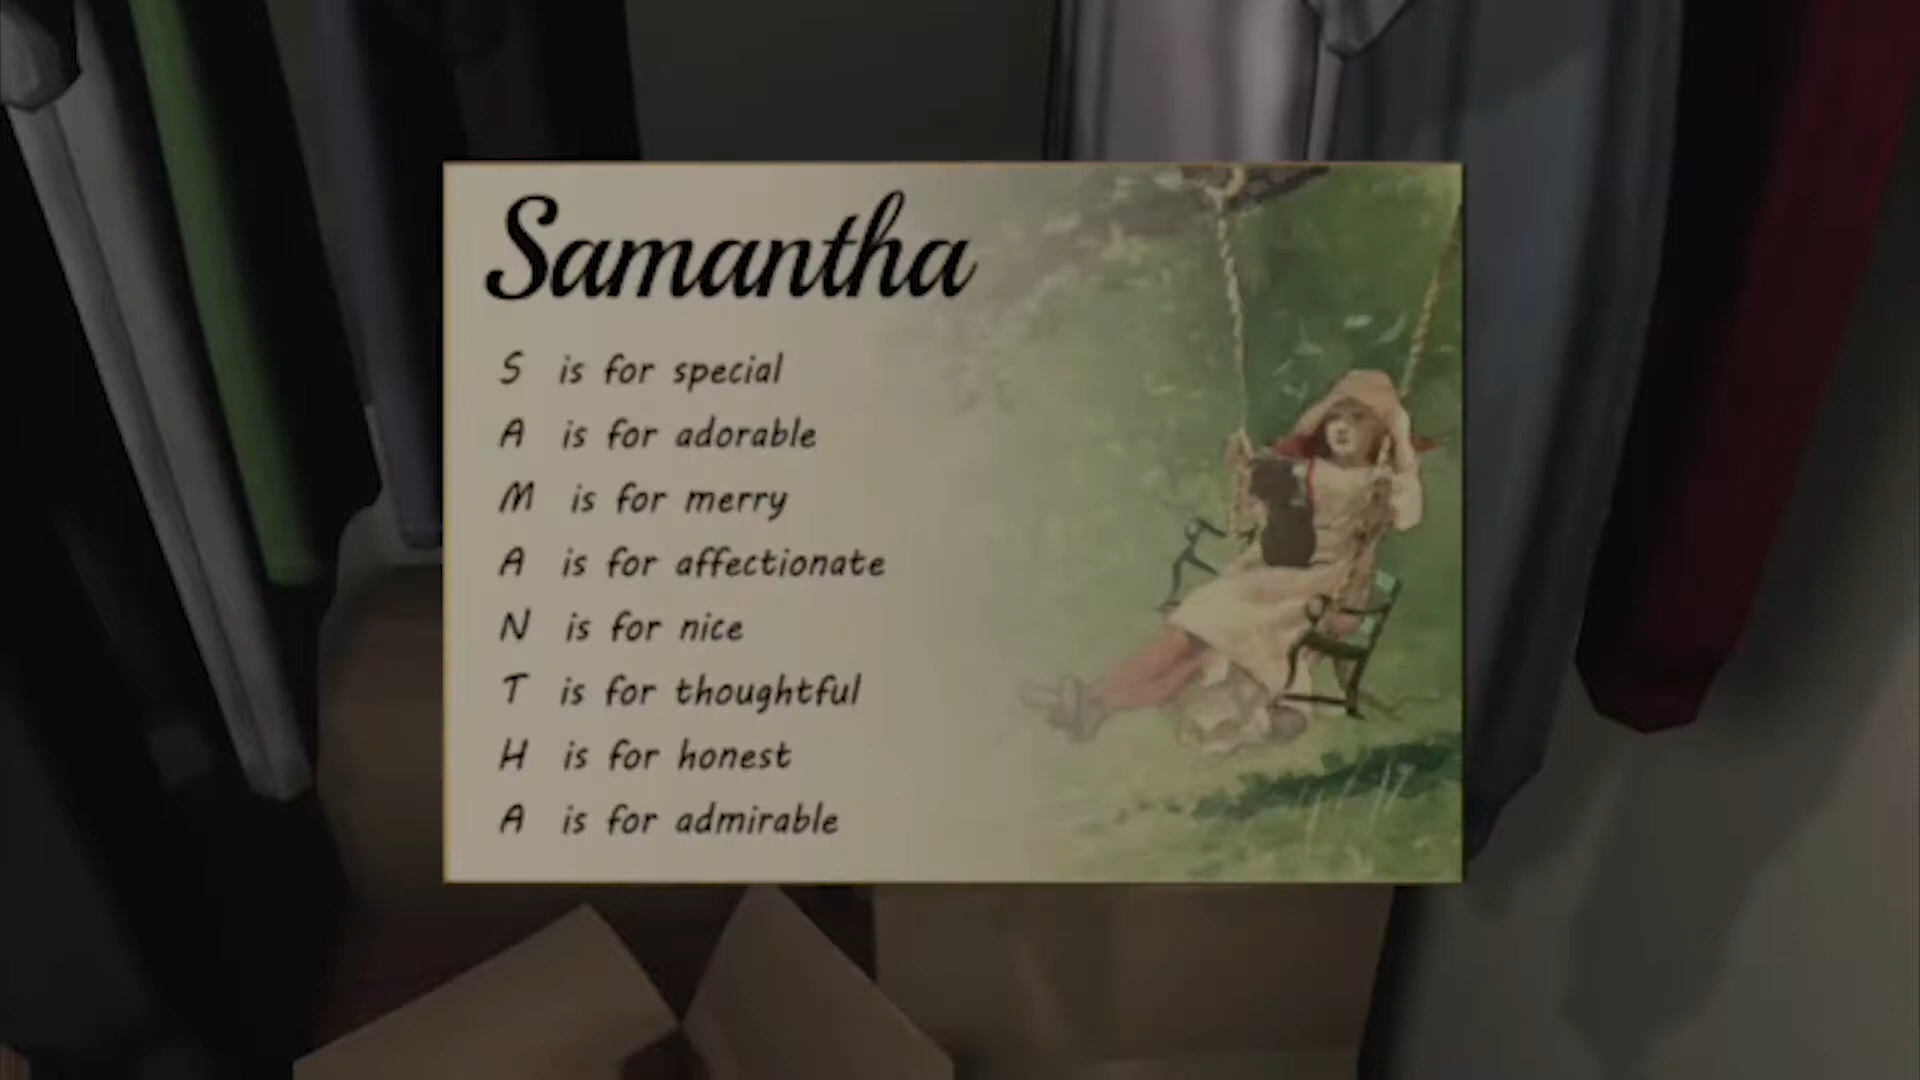 Samantha
S is for special
A is for adorable
M is for merry
A is for affectionate
N is for nice
T is for thoughtful
H is for honest
A is for admirable